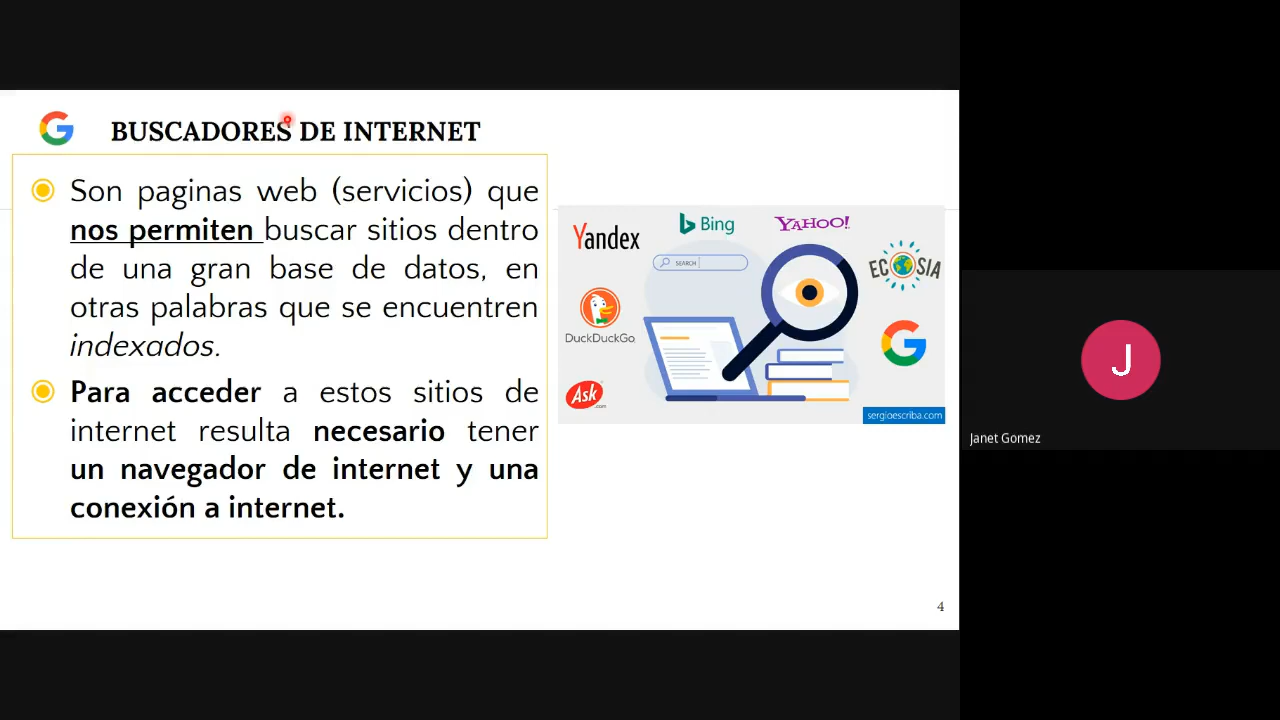 BUSCADORES DE INTERNET
Son paginas web (servicios) que
nos permiten buscar sitios dentro
de una gran base de datos, en
otras palabras que se encuentren
indexados.
Para acceder a estos sitios de
internet resulta necesario tener
un navegador de internet y una
conexión a internet.
Yandex
Bing
YAHOO!
SEARCH
ECOSIA
DuckDuckGo
G
Ask
.com
sergioescriba.com
4
J
Janet Gomez